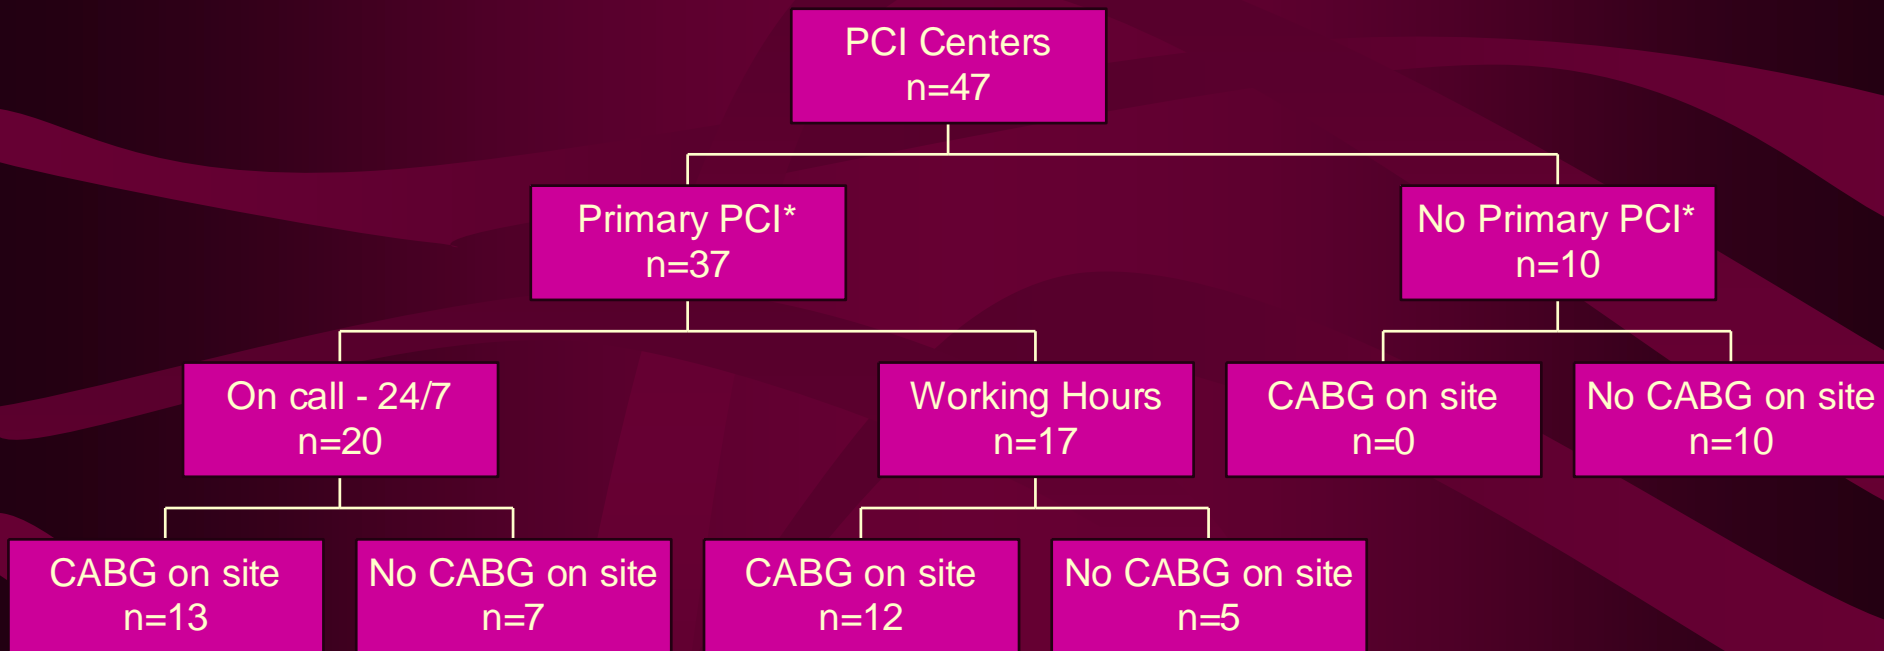 PCI Centers
n=47
Primary PCI*
n=37
No Primary PCI*
n=10
On call - 24/7
n=20
Working Hours
n=17
CABG on site
n=0
No CABG on site
n=10
CABG on site
n=13
No CABG on site
n=7
CABG on site
n=12
No CABG on site
n=5